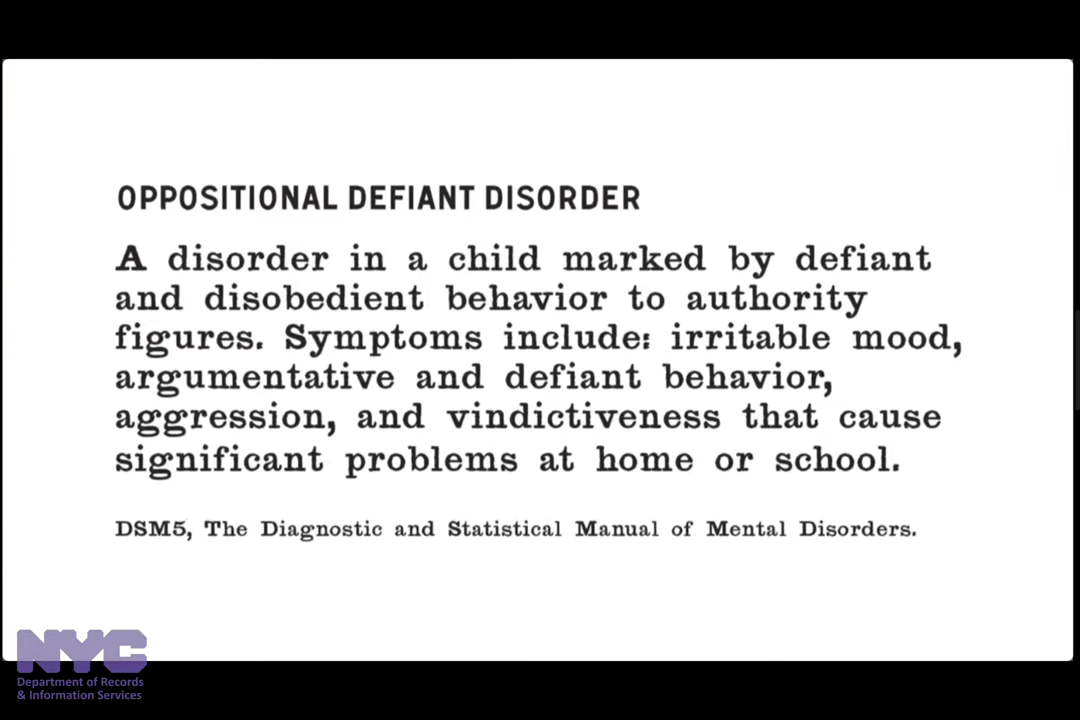 OPPOSITIONAL DEFIANT DISORDER
A disorder in a child marked by defiant
and disobedient behavior to authority
figures. Symptoms include: irritable mood,
argumentative and defiant behavior,
aggression, and vindictiveness that cause
significant problems at home or school.
DSM5, The Diagnostic and Statistical Manual of Mental Disorders.
NYC
Department of Records
& Information Services